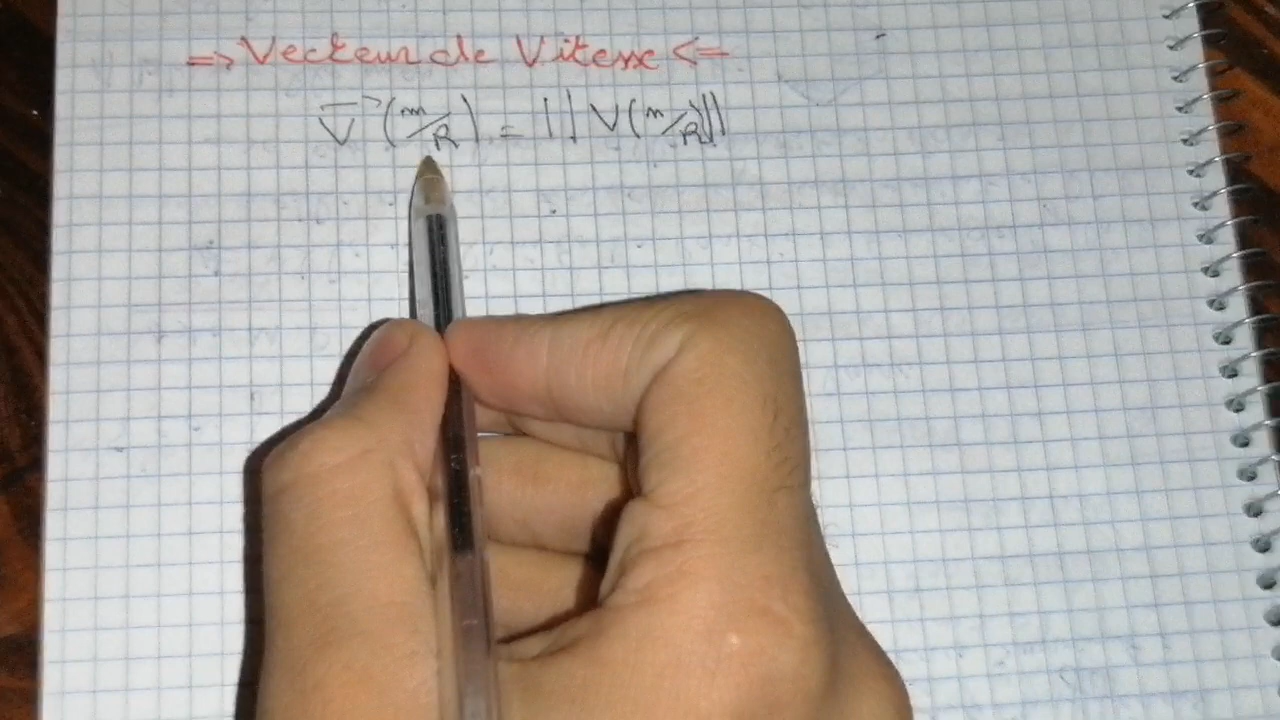 => Vecteur de Vitesse <=
V⃗ (m/R) = || V(m/R)||